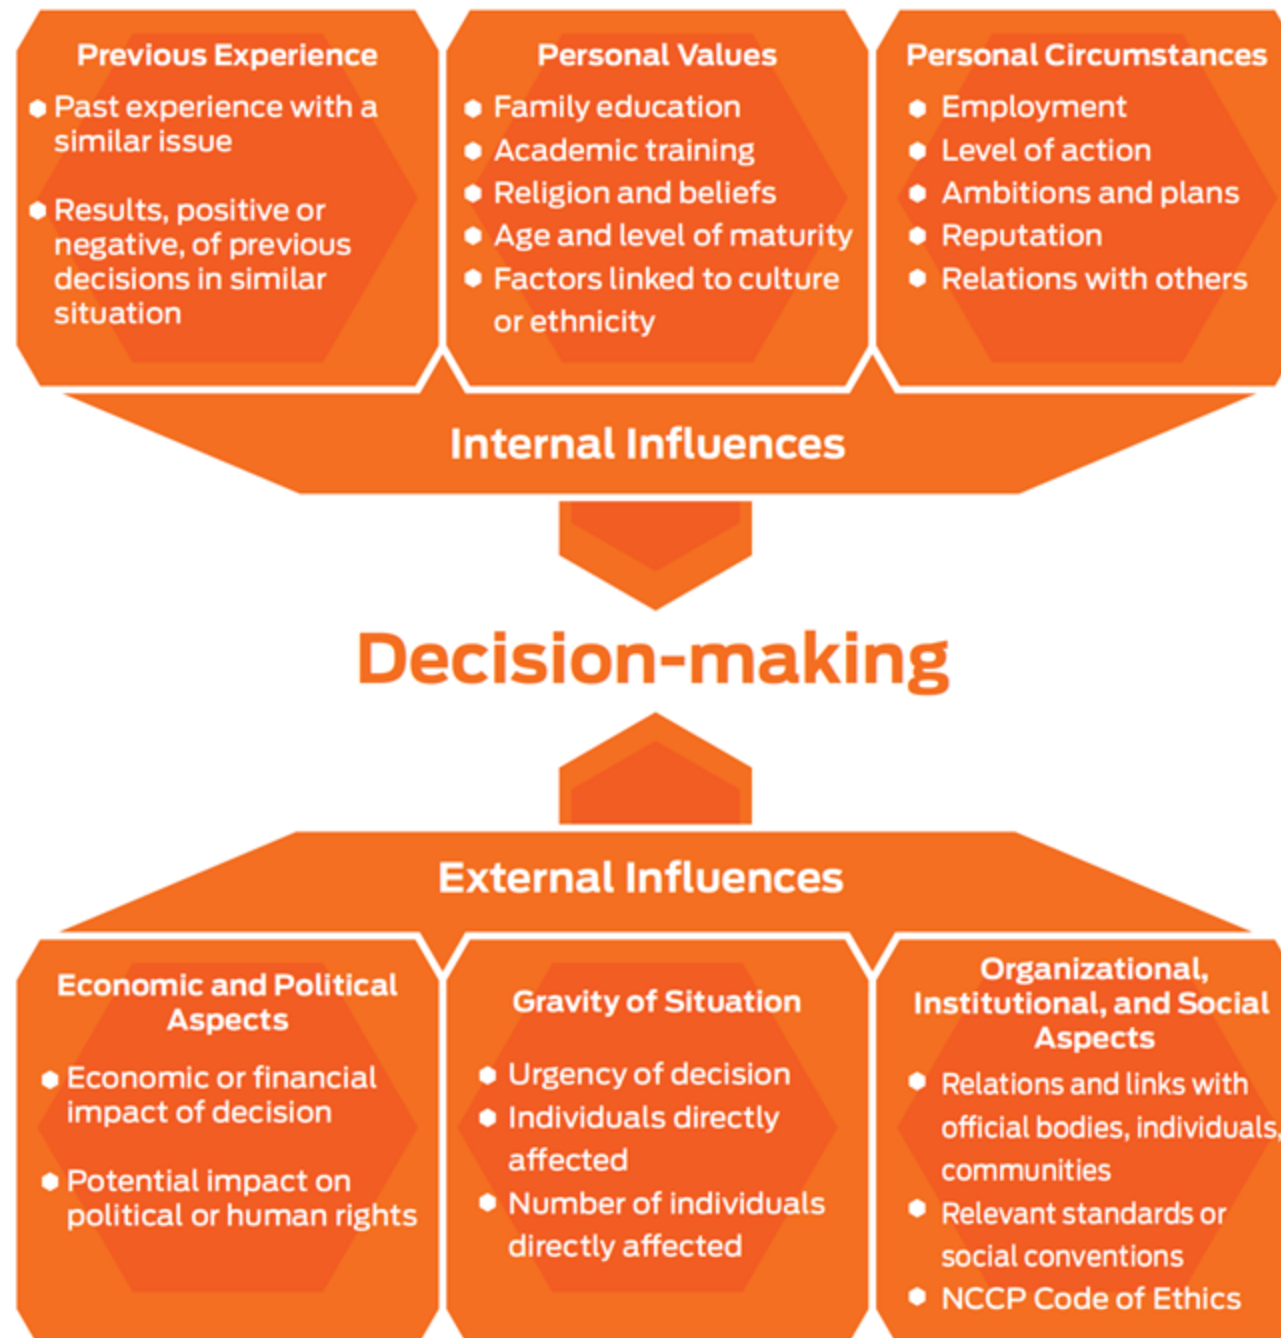 Previous Experience
Past experience with a
similar issue
Results, positive or
negative, of previous
decisions in similar
situation
Personal Values
Family education
Academic training
Religion and beliefs
Age and level of maturity
Factors linked to culture
or ethnicity
Personal Circumstances
Employment
Level of action
Ambitions and plans
Reputation
Relations with others
Internal Influences
Decision-making
External Influences
Economic and Political
Aspects
Economic or financial
impact of decision
Potential impact on
political or human rights
Gravity of Situation
Urgency of decision
Individuals directly
affected
Number of individuals
directly affected
Organizational,
Institutional, and Social
Aspects
Relations and links with
official bodies, individuals,
communities
Relevant standards or
social conventions
NCCP Code of Ethics